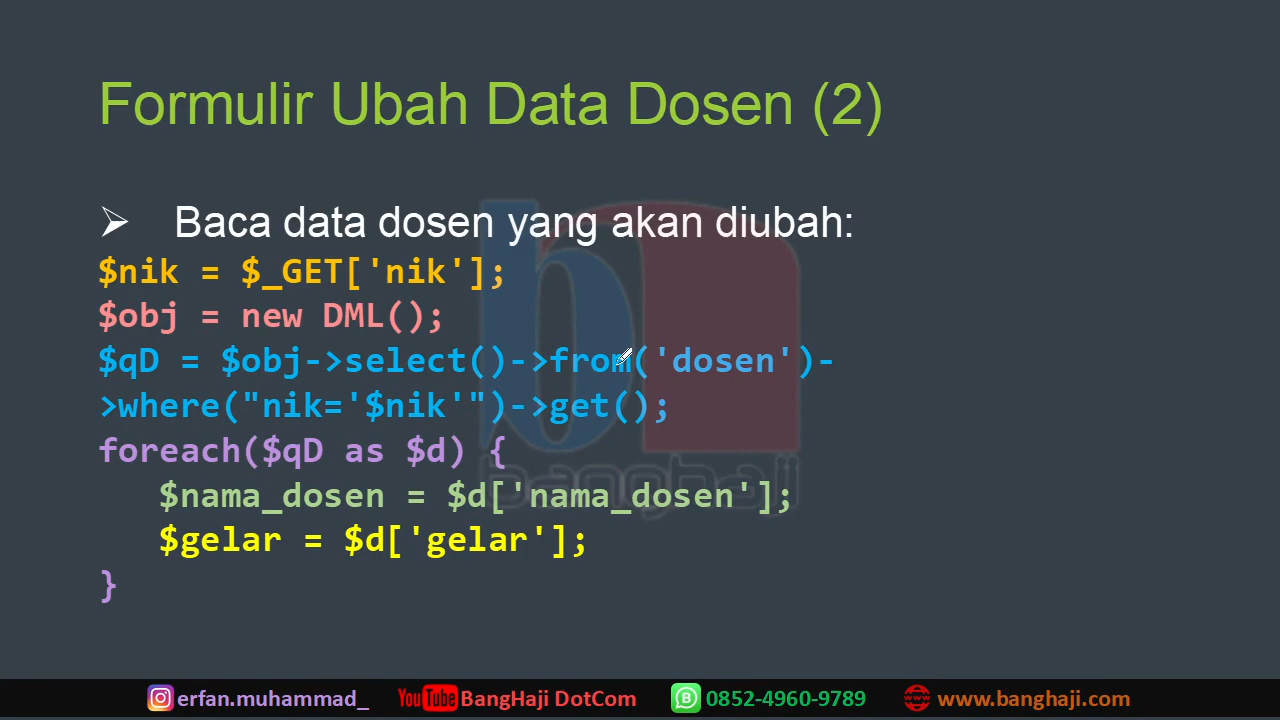 Formulir Ubah Data Dosen (2)
➢ Baca data dosen yang akan diubah:
$nik = $_GET['nik'];
$obj = new DML();
$qD = $obj->select()->from('dosen')-
>where("nik='$nik'")->get();
foreach($qD as $d) {
   $nama_dosen = $d['nama_dosen'];
   $gelar = $d['gelar'];
}
banghaji
erfan.muhammad_ YouTube BangHaji DotCom 0852-4960-9789 www www.banghaji.com